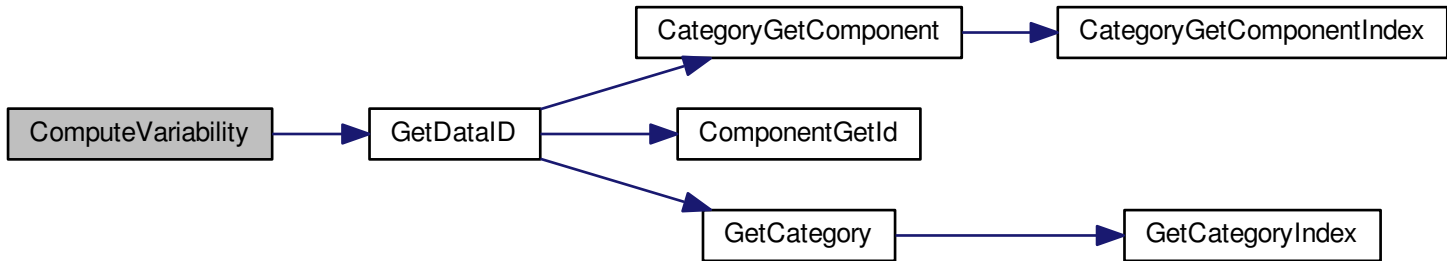 CategoryGetComponent
CategoryGetComponentIndex
ComputeVariability
GetDataID
ComponentGetId
GetCategory
GetCategoryIndex